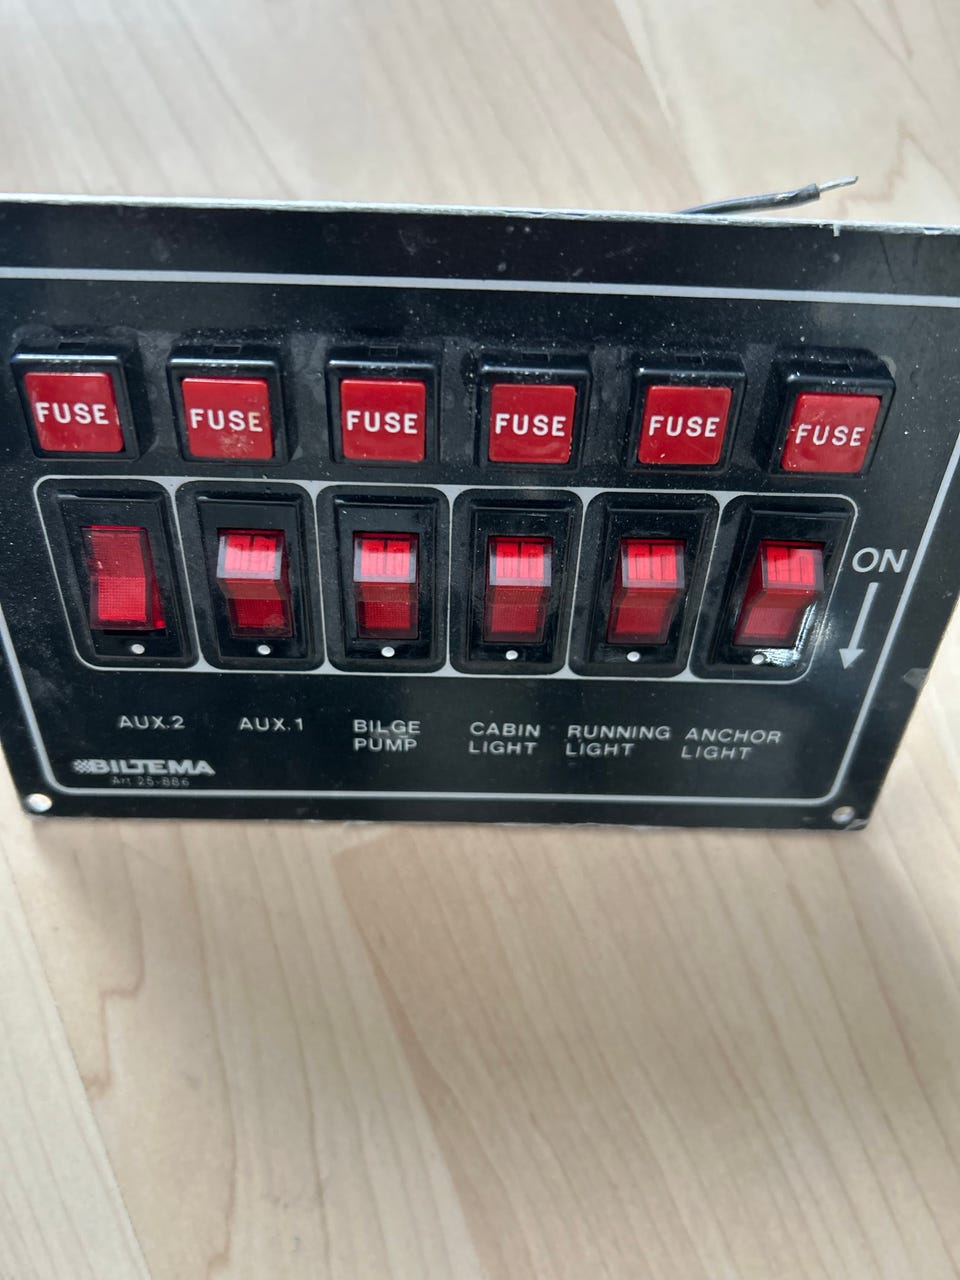 FUSE FUSE FUSE FUSE FUSE FUSE
ON
AUX.2 AUX.1 BILGE PUMP CABIN LIGHT RUNNING LIGHT ANCHOR LIGHT
BILTEMA
Art 25-886